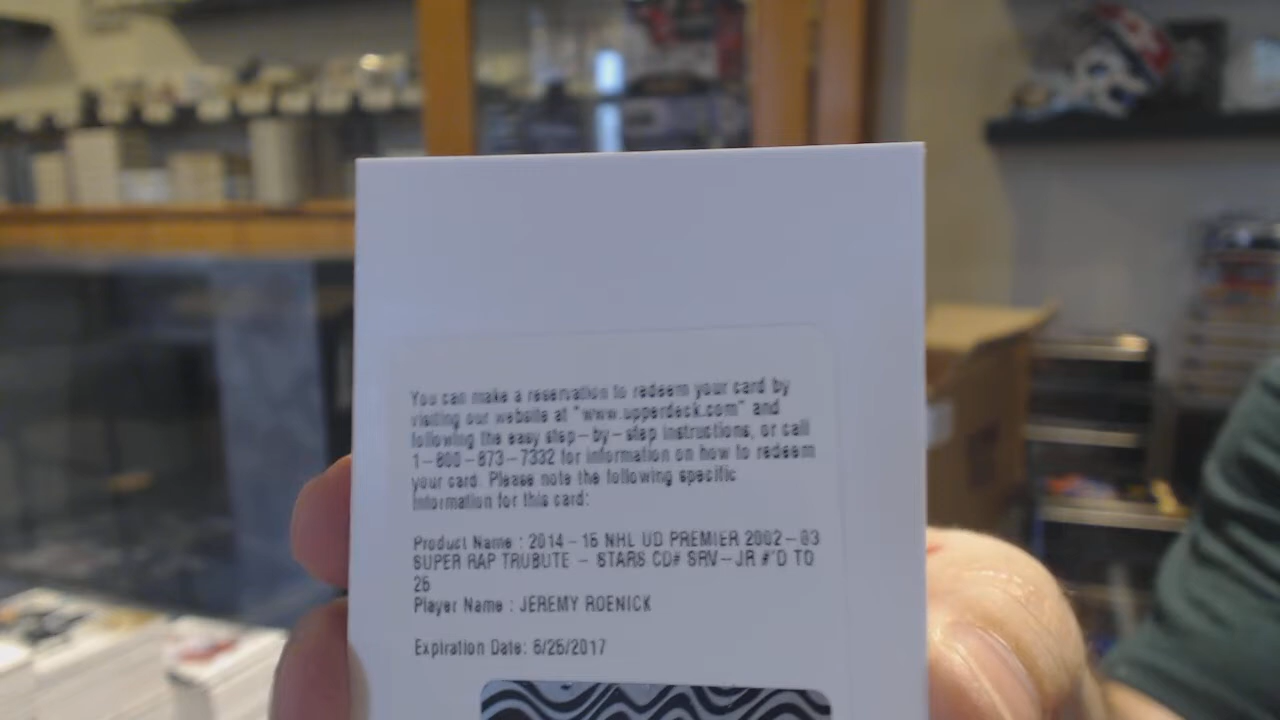 You can make a reservation to redeem your card by
visiting our website at "www.upperdeck.com" and
following the easy step-by-step instructions, or call
1-800-873-7332 for information on how to redeem
your card. Please note the following specific
information for this card:
Product Name : 2014-15 NHL UD PREMIER 2002-03
SUPER RAP TRUBUTE - STARS CD# SRV-JR #'D TO
25
Player Name : JEREMY ROENICK
Expiration Date: 6/25/2017